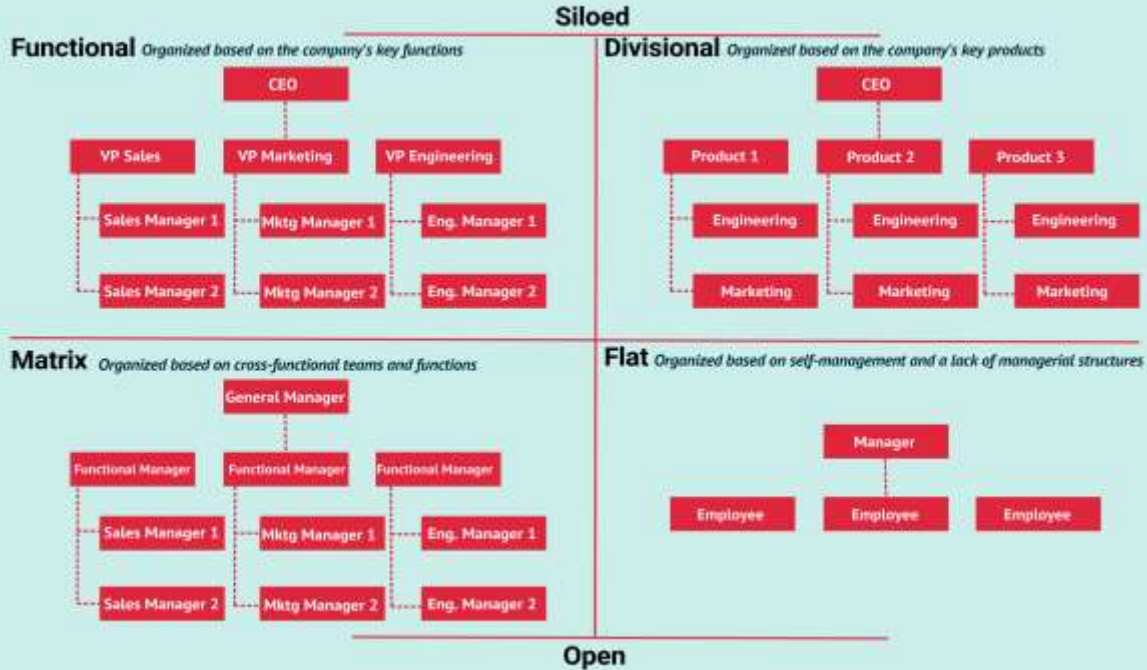 Siloed
Functional Organized based on the company's key functions
CEO
VP Sales VP Marketing VP Engineering
Sales Manager 1 Mktg Manager 1 Eng. Manager 1
Sales Manager 2 Mktg Manager 2 Eng. Manager 2
Divisional Organized based on the company's key products
CEO
Product 1 Product 2 Product 3
Engineering Engineering Engineering
Marketing Marketing Marketing
Matrix Organized based on cross-functional teams and functions
General Manager
Functional Manager Functional Manager Functional Manager
Sales Manager 1 Mktg Manager 1 Eng. Manager 1
Sales Manager 2 Mktg Manager 2 Eng. Manager 2
Flat Organized based on self-management and a lack of managerial structures
Manager
Employee Employee Employee
Open